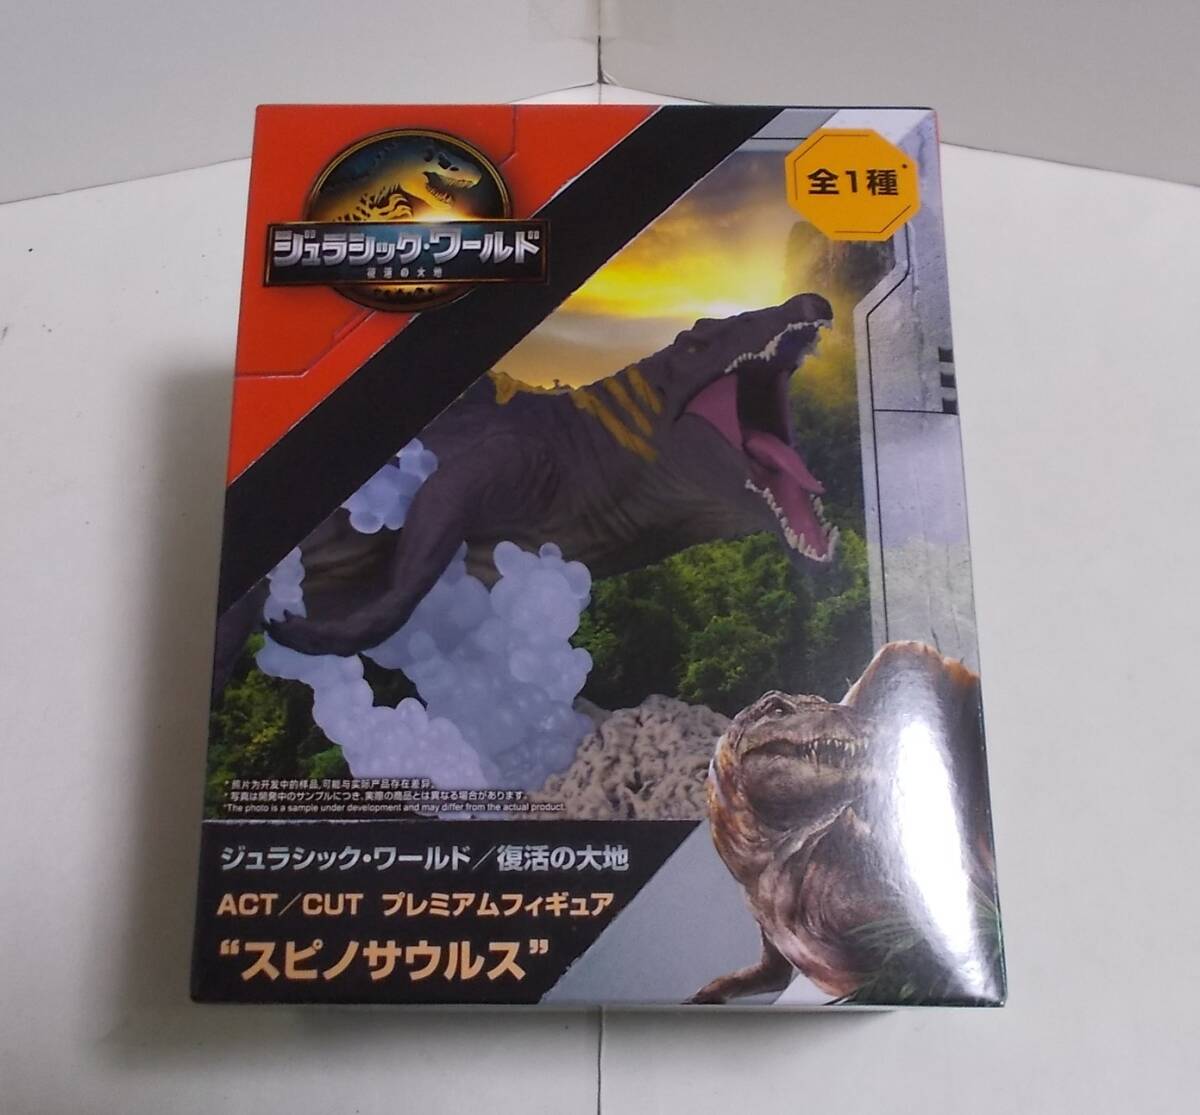 ジュラシック・ワールド
復活の大地
全1種*
*照片为开发中的样品,可能与实际产品存在差异。
*写真は開発中のサンプルにつき、実際の商品とは異なる場合があります。
*The photo is a sample under development and may differ from the actual product.
ジュラシック・ワールド／復活の大地
ACT／CUT プレミアムフィギュア
“スピノサウルス”